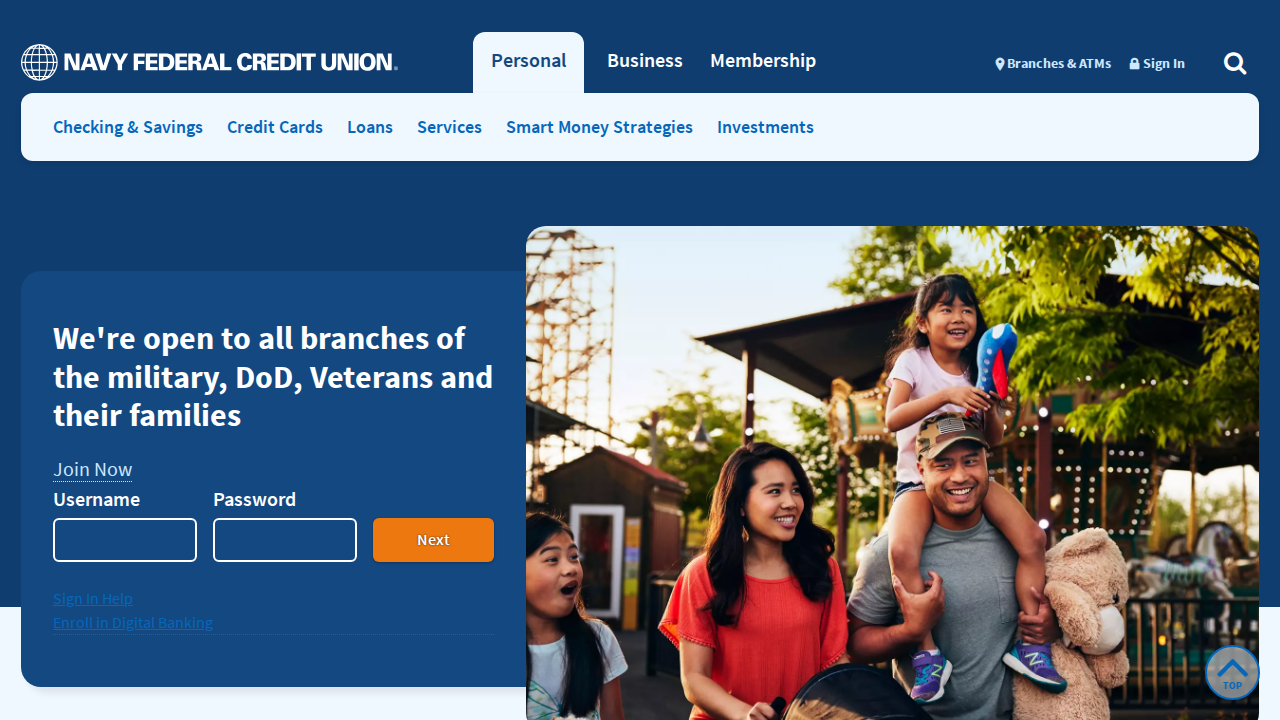 NAVY FEDERAL CREDIT UNION.
Personal
Business
Membership
Branches & ATMs
Sign In
Checking & Savings
Credit Cards
Loans
Services
Smart Money Strategies
Investments
We're open to all branches of
the military, DoD, Veterans and
their families
Join Now
Username
Password
Next
Sign In Help
Enroll in Digital Banking
TOP